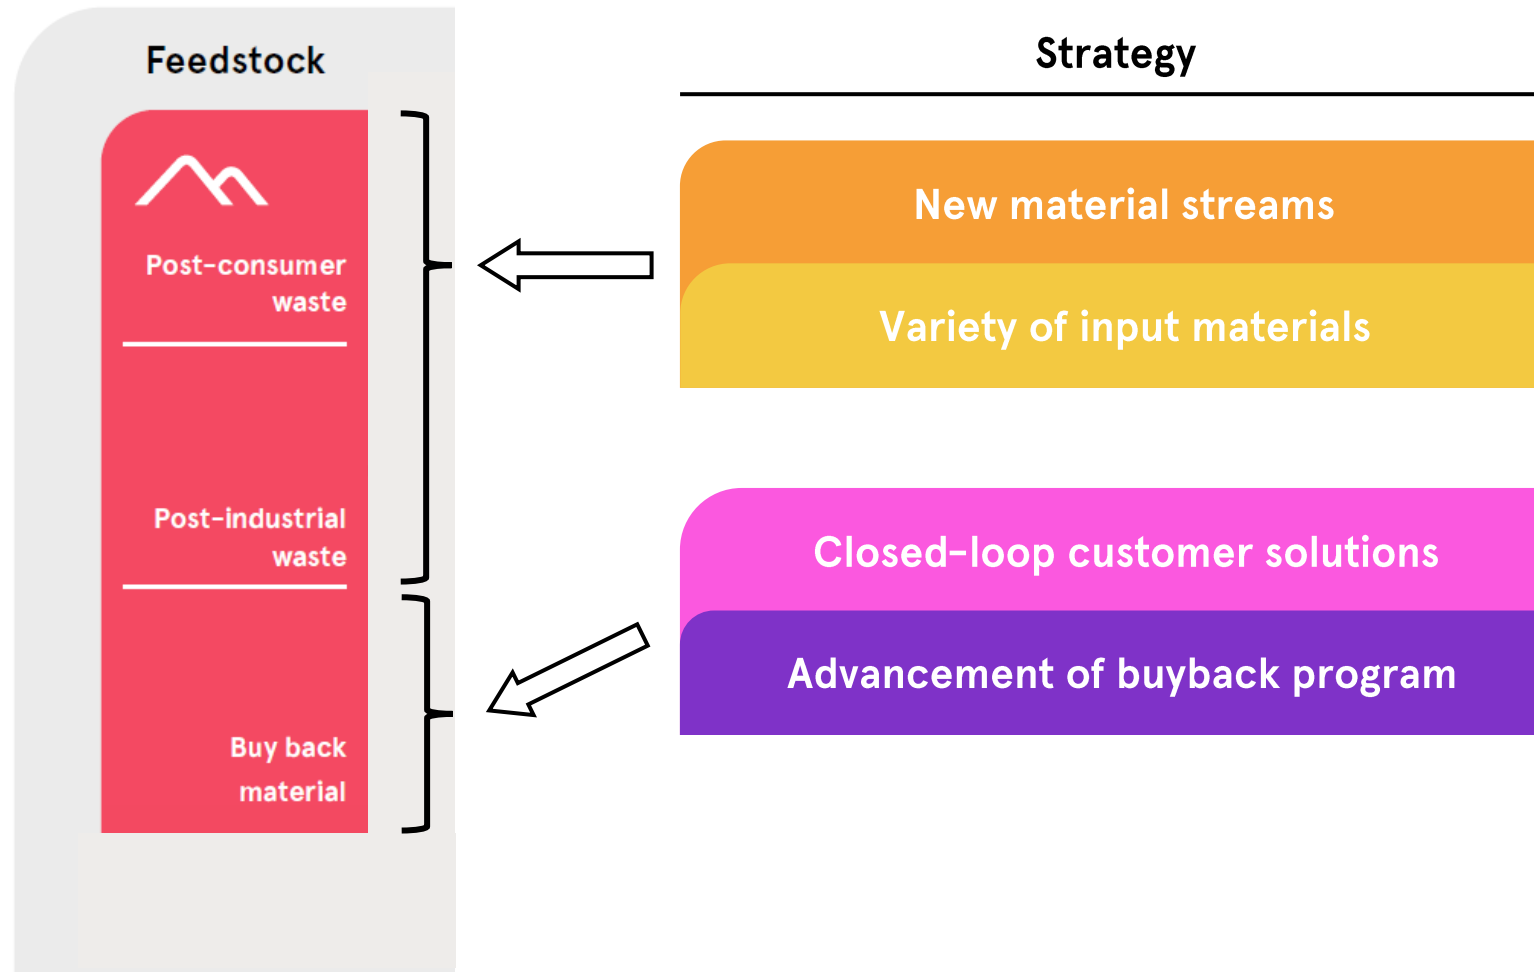 Feedstock
Post-consumer
waste
Post-industrial
waste
Buy back
material
Strategy
New material streams
Variety of input materials
Closed-loop customer solutions
Advancement of buyback program